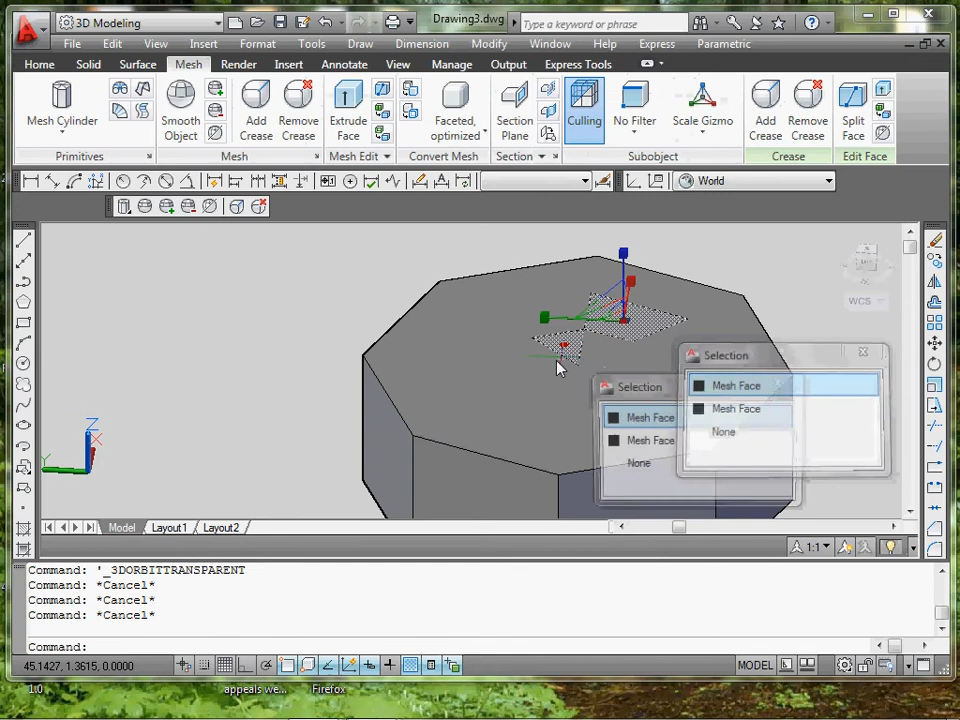 3D Modeling
Drawing3.dwg
Type a keyword or phrase
File Edit View Insert Format Tools Draw Dimension Modify Window Help Express Parametric
Home Solid Surface Mesh Render Insert Annotate View Manage Output Express Tools
Mesh Cylinder
Smooth Object
Add Crease
Remove Crease
Extrude Face
Faceted, optimized
Section Plane
Culling
No Filter
Scale Gizmo
Add Crease
Remove Crease
Split Face
Primitives Mesh Mesh Edit Convert Mesh Section Subobject Crease Edit Face
World
WCS
Z
X
Y
Selection
Mesh Face
Mesh Face
None
Selection
Mesh Face
Mesh Face
None
Model Layout1 Layout2
1:1
Command: '_3DORBITTRANSPARENT
Command: *Cancel*
Command: *Cancel*
Command: *Cancel*
Command:
45.1427, 1.3615, 0.0000
MODEL
1.0
appeals we...
Firefox